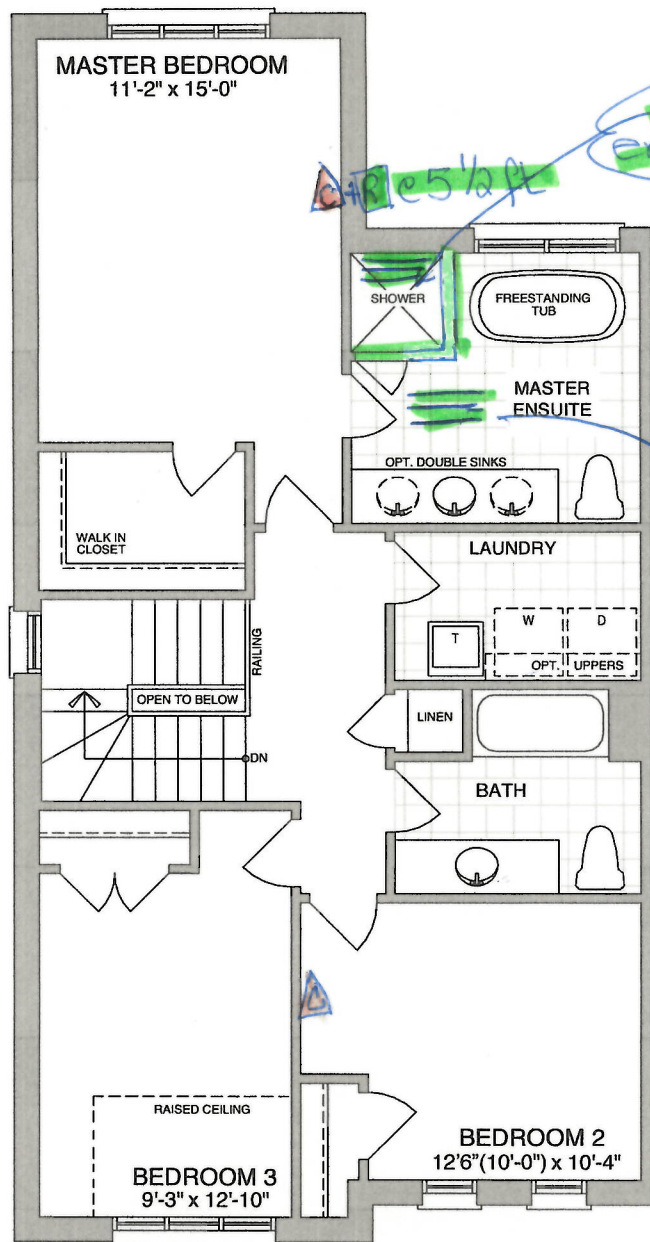 MASTER BEDROOM
11'-2" x 15'-0"
C + R @ 5 1/2 ft
SHOWER
FREESTANDING
TUB
MASTER
ENSUITE
OPT. DOUBLE SINKS
WALK IN
CLOSET
LAUNDRY
RAILING
W
D
T
OPT. UPPERS
OPEN TO BELOW
LINEN
DN
BATH
C
RAISED CEILING
BEDROOM 3
9'-3" x 12'-10"
BEDROOM 2
12'6"(10'-0") x 10'-4"